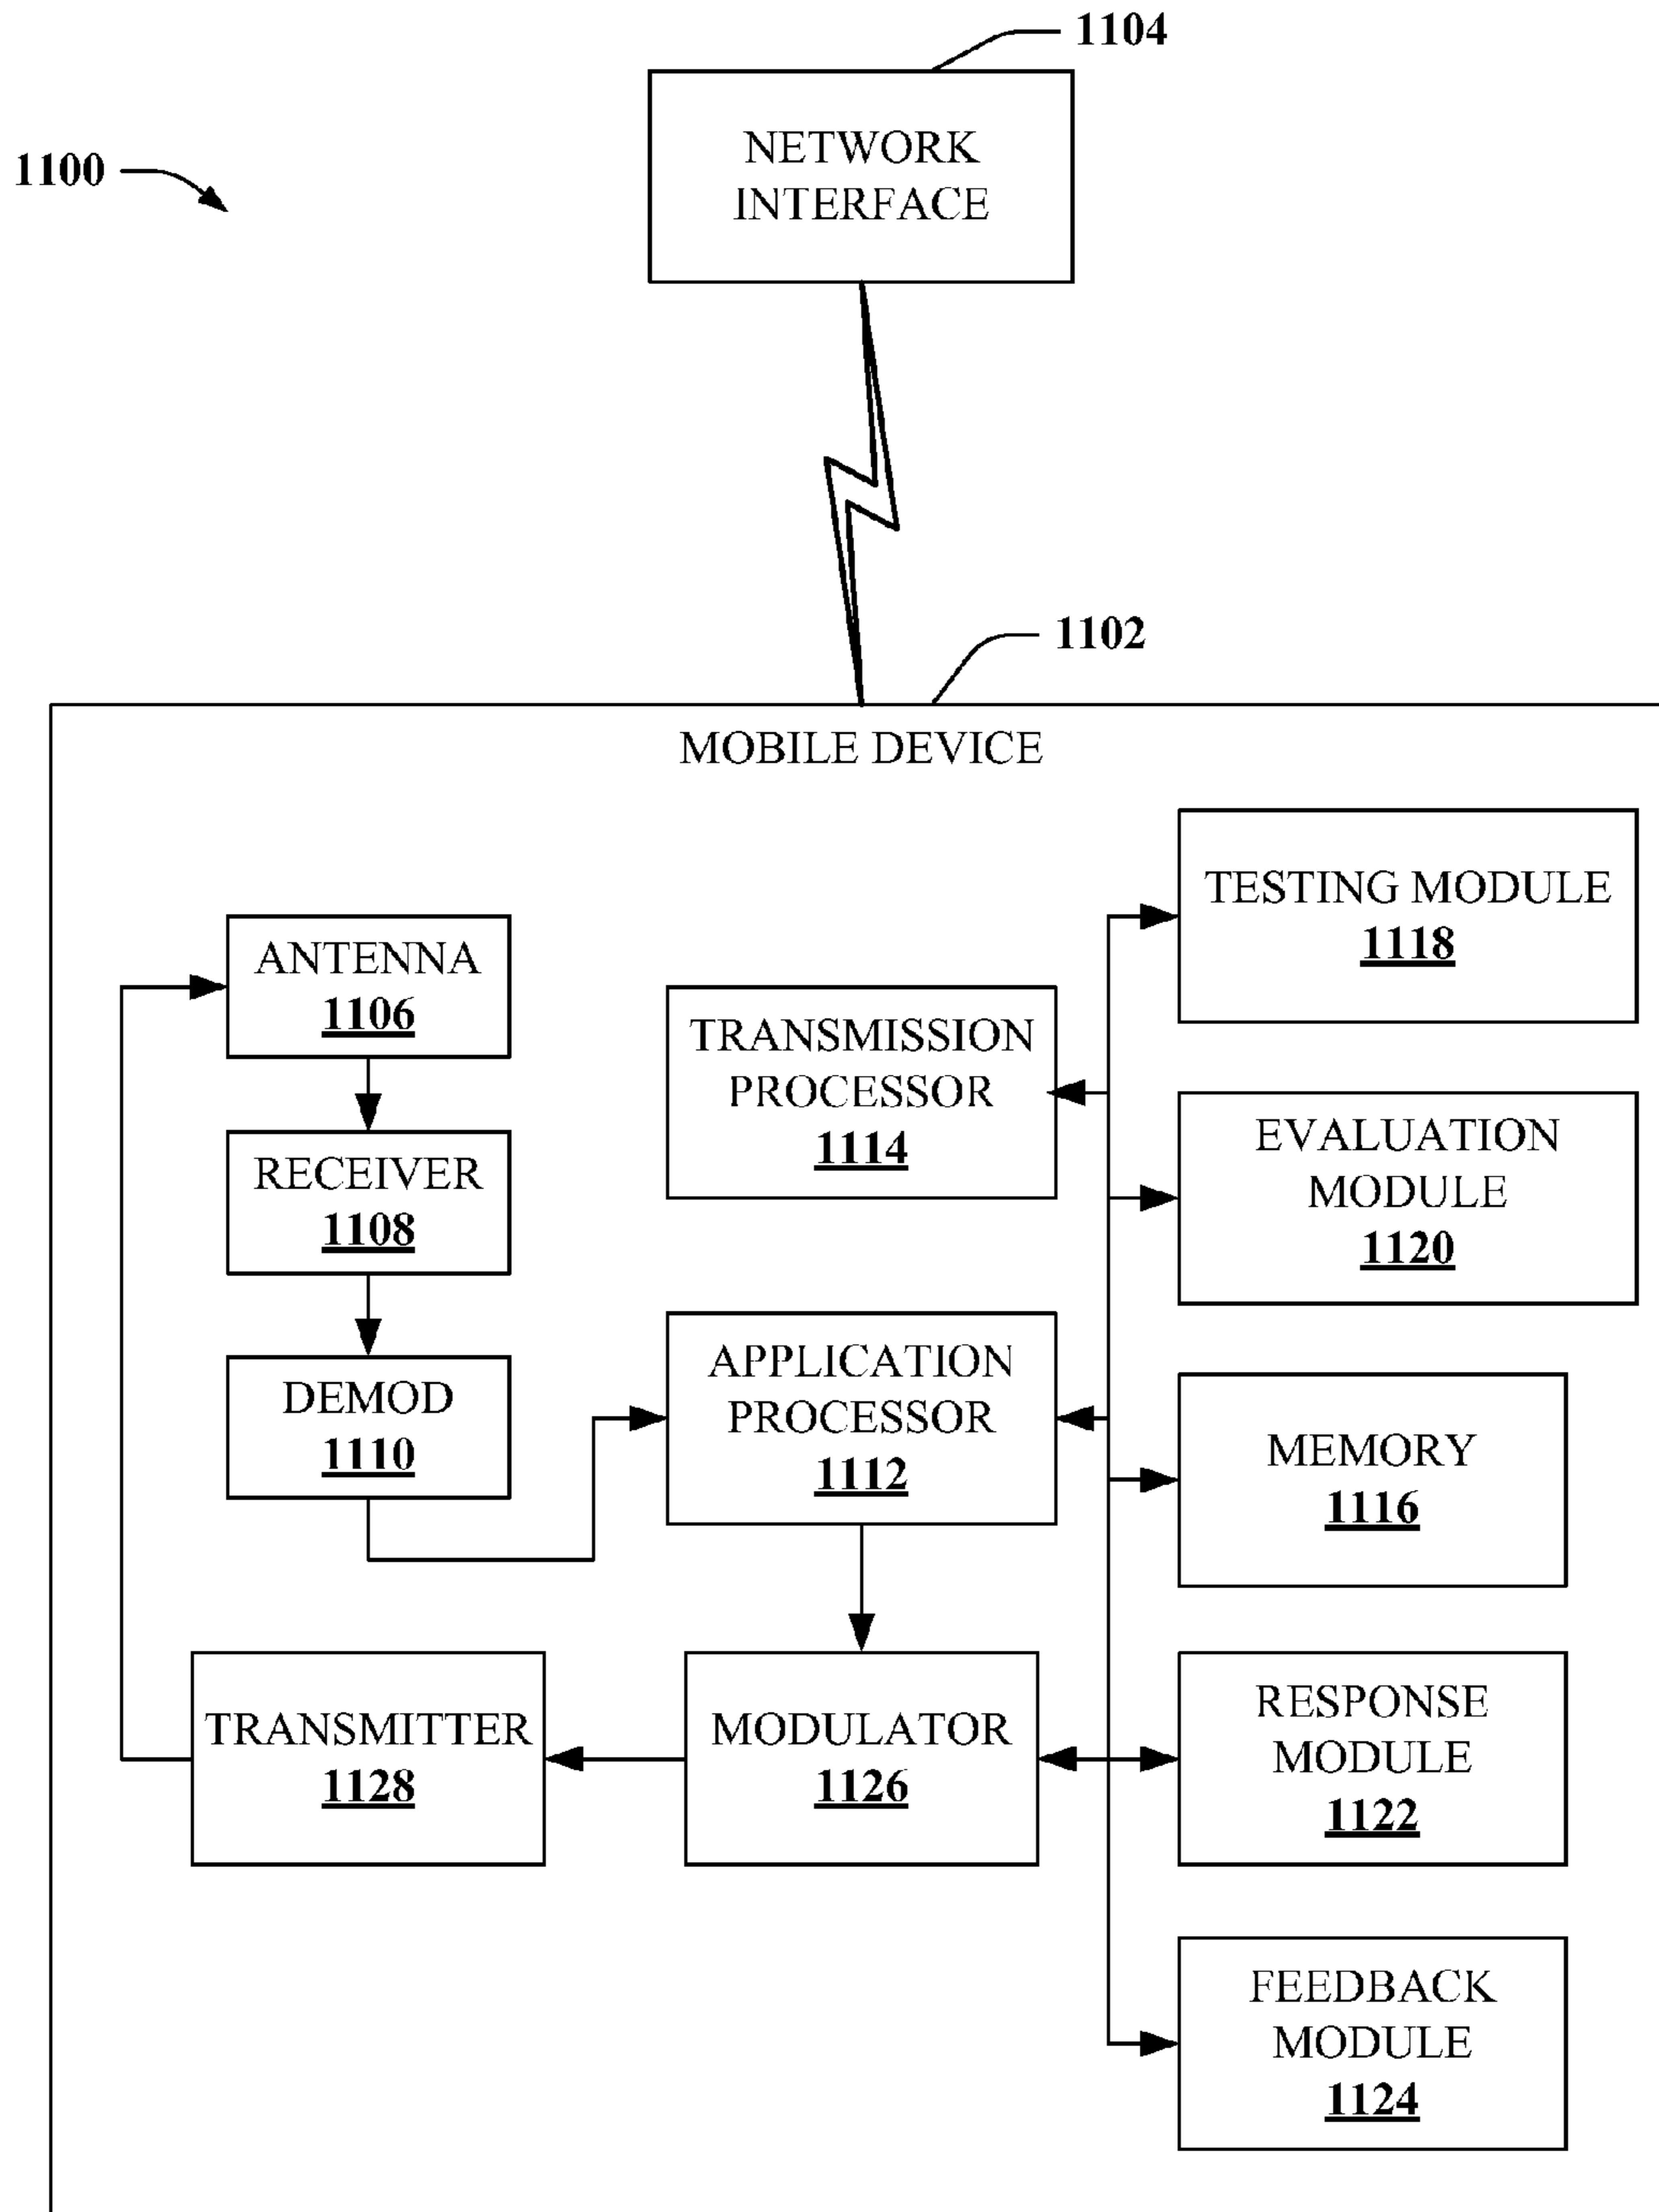 1104
NETWORK
INTERFACE
1100
1102
MOBILE DEVICE
TESTING MODULE
1118
ANTENNA
1106
TRANSMISSION
PROCESSOR
1114
RECEIVER
1108
EVALUATION
MODULE
1120
DEMOD
1110
APPLICATION
PROCESSOR
1112
MEMORY
1116
TRANSMITTER
1128
MODULATOR
1126
RESPONSE
MODULE
1122
FEEDBACK
MODULE
1124